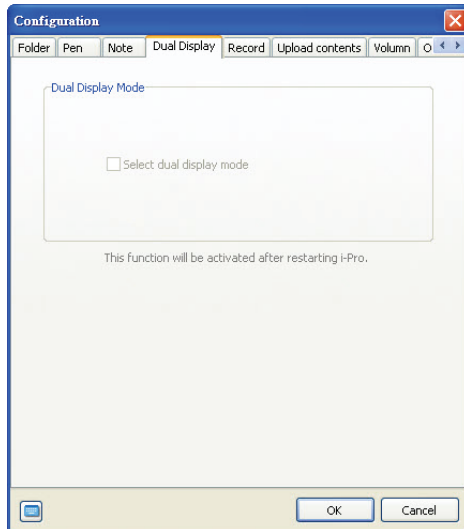 Configuration
Folder Pen Note Dual Display Record Upload contents Volumn O
Dual Display Mode
Select dual display mode
This function will be activated after restarting i-Pro.
OK Cancel